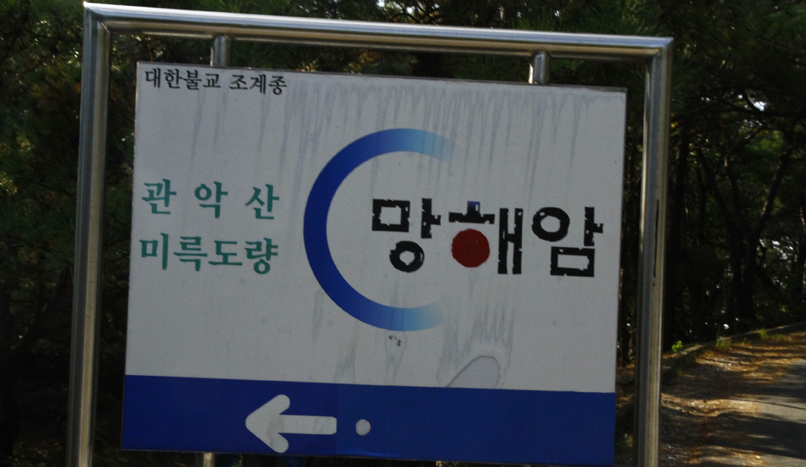 대한불교 조계종
관악산
미륵도량
망해암